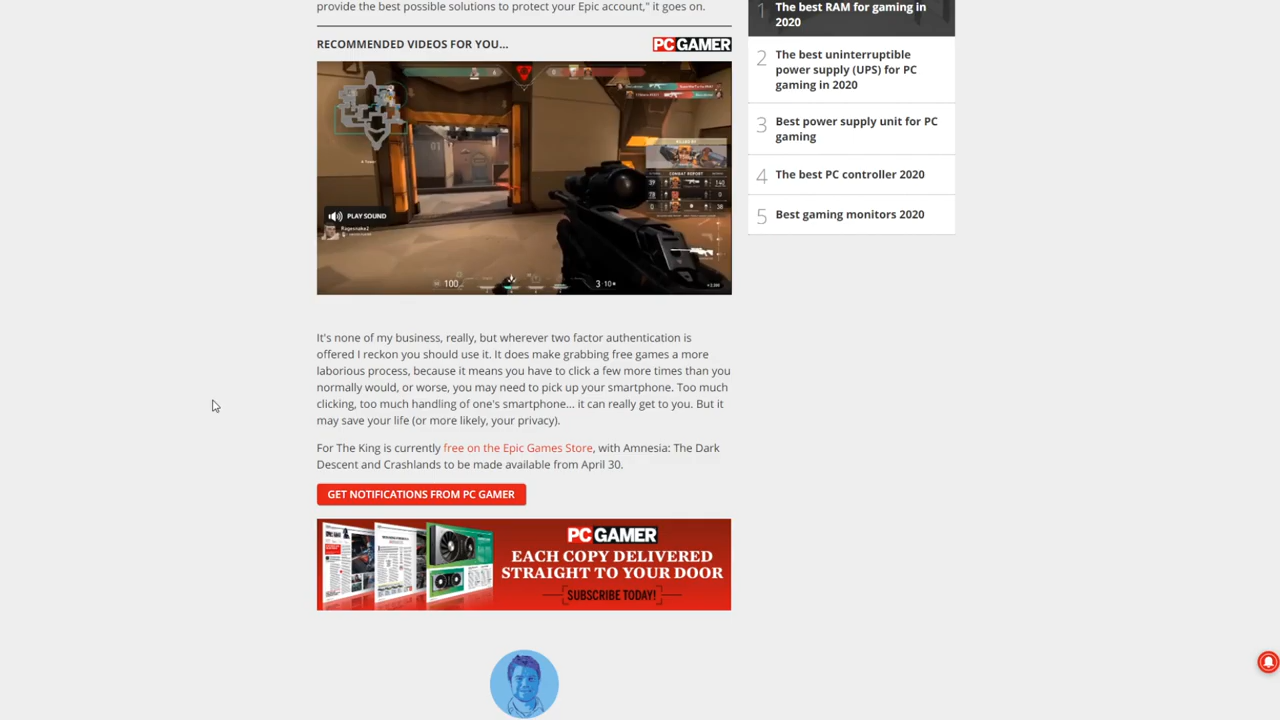 provide the best possible solutions to protect your Epic account," it goes on.
RECOMMENDED VIDEOS FOR YOU...
PC GAMER
PLAY SOUND
100
3
10
It's none of my business, really, but wherever two factor authentication is
offered I reckon you should use it. It does make grabbing free games a more
laborious process, because it means you have to click a few more times than you
normally would, or worse, you may need to pick up your smartphone. Too much
clicking, too much handling of one's smartphone... it can really get to you. But it
may save your life (or more likely, your privacy).
For The King is currently free on the Epic Games Store, with Amnesia: The Dark
Descent and Crashlands to be made available from April 30.
GET NOTIFICATIONS FROM PC GAMER
PC GAMER
EACH COPY DELIVERED
STRAIGHT TO YOUR DOOR
SUBSCRIBE TODAY!
1 The best RAM for gaming in
2020
2 The best uninterruptible
power supply (UPS) for PC
gaming in 2020
3 Best power supply unit for PC
gaming
4 The best PC controller 2020
5 Best gaming monitors 2020